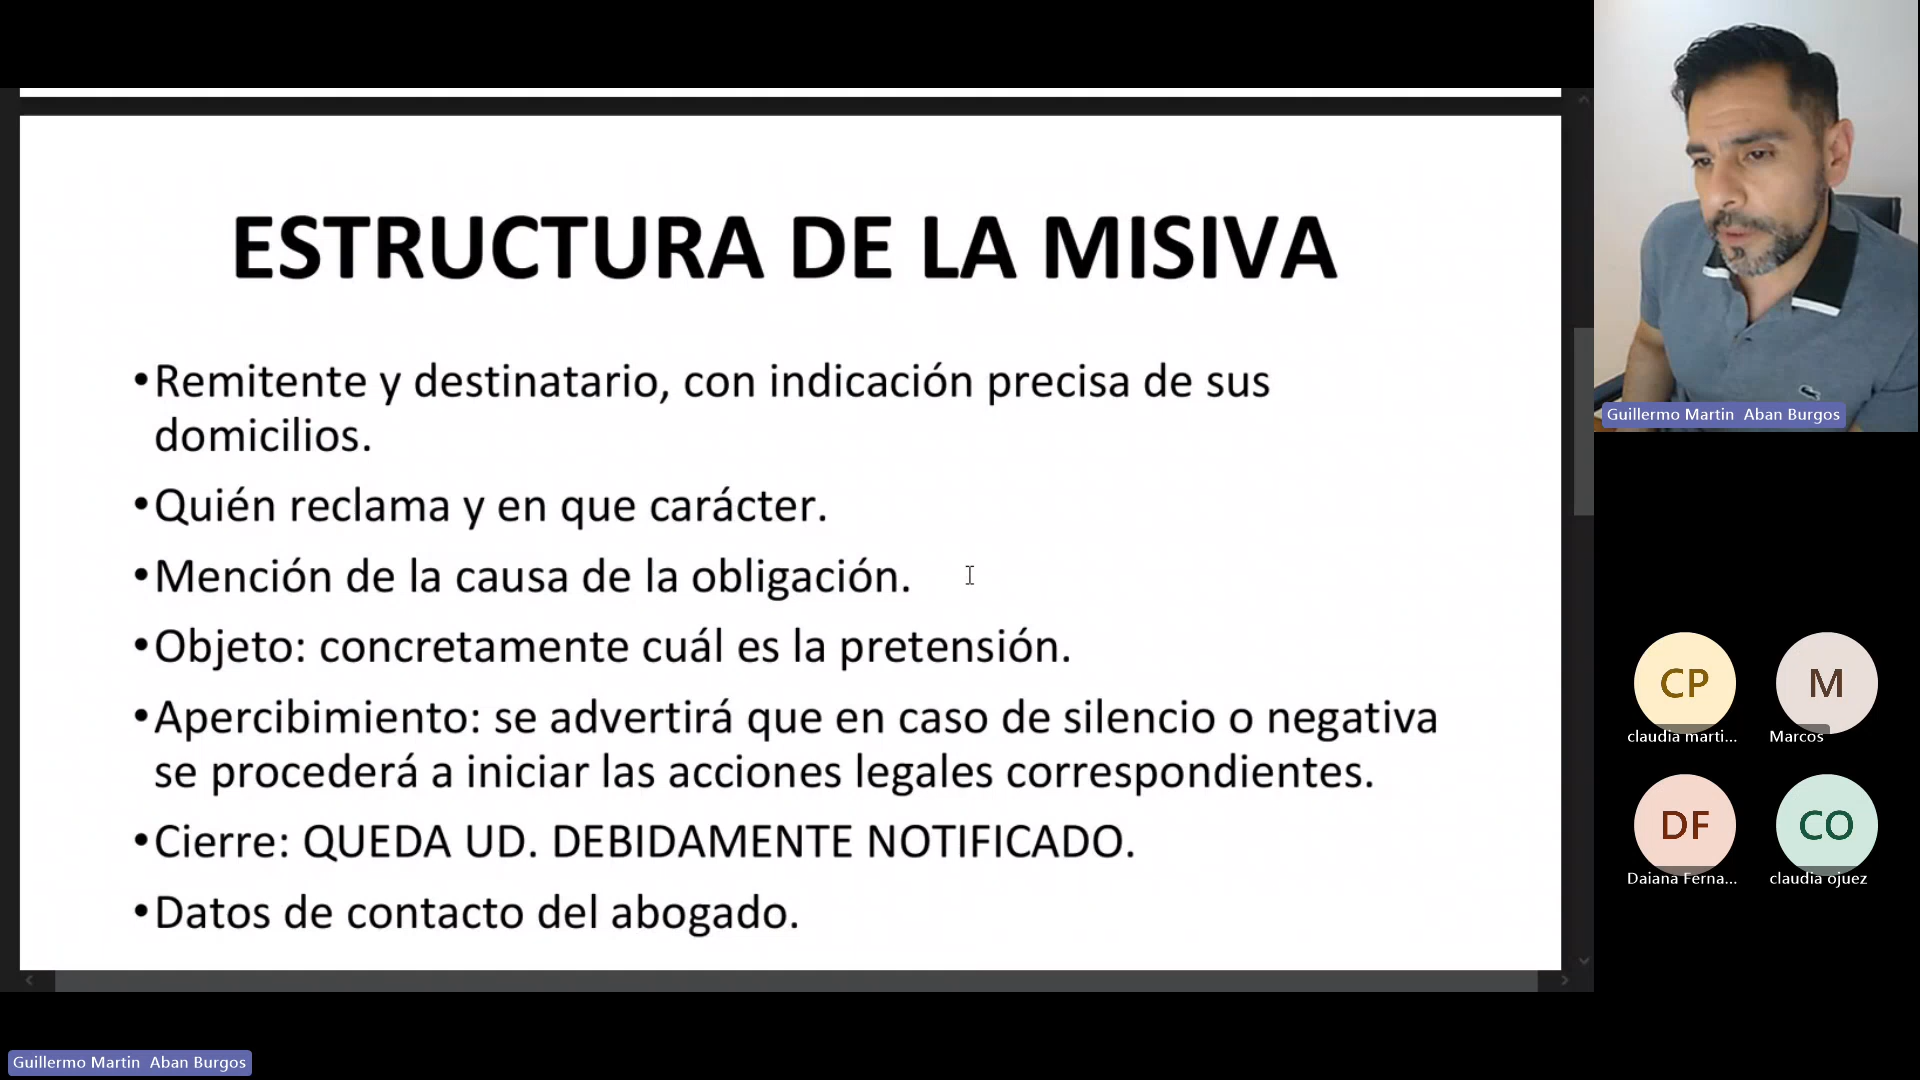 ESTRUCTURA DE LA MISIVA
•Remitente y destinatario, con indicación precisa de sus
domicilios.
•Quién reclama y en que carácter.
•Mención de la causa de la obligación.
•Objeto: concretamente cuál es la pretensión.
•Apercibimiento: se advertirá que en caso de silencio o negativa
se procederá a iniciar las acciones legales correspondientes.
•Cierre: QUEDA UD. DEBIDAMENTE NOTIFICADO.
•Datos de contacto del abogado.
Guillermo Martin Aban Burgos
CP
claudia marti...
M
Marcos
DF
Daiana Ferna...
CO
claudia ojuez
Guillermo Martin Aban Burgos